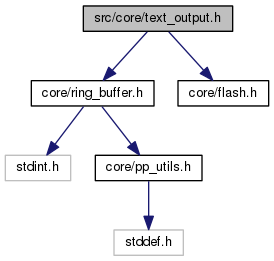 src/core/text_output.h
core/ring_buffer.h
core/flash.h
stdint.h
core/pp_utils.h
stddef.h